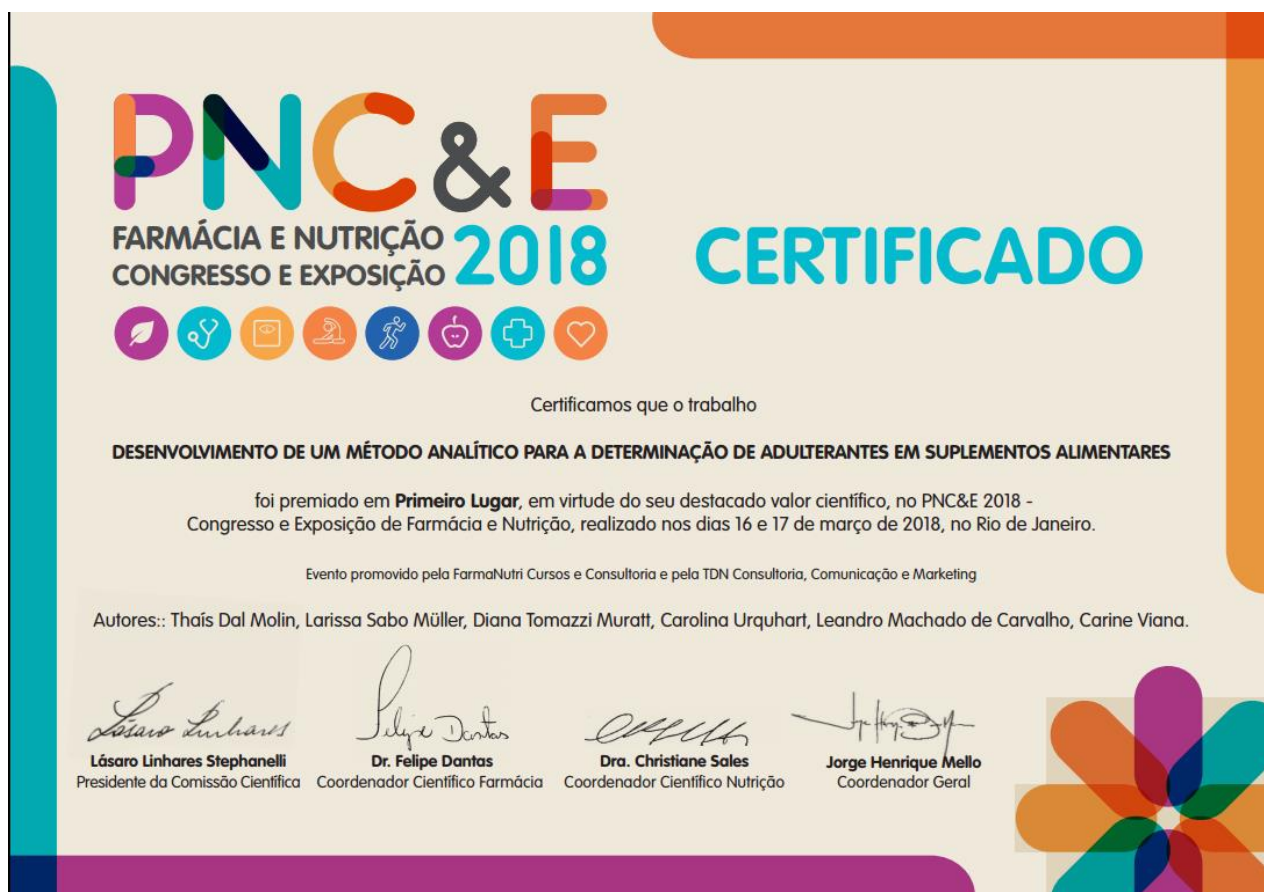 PNC&E
FARMÁCIA E NUTRIÇÃO
CONGRESSO E EXPOSIÇÃO
2018
CERTIFICADO
Certificamos que o trabalho
DESENVOLVIMENTO DE UM MÉTODO ANALÍTICO PARA A DETERMINAÇÃO DE ADULTERANTES EM SUPLEMENTOS ALIMENTARES
foi premiado em Primeiro Lugar, em virtude do seu destacado valor científico, no PNC&E 2018 -
Congresso e Exposição de Farmácia e Nutrição, realizado nos dias 16 e 17 de março de 2018, no Rio de Janeiro.
Evento promovido pela FarmaNutri Cursos e Consultoria e pela TDN Consultoria, Comunicação e Marketing
Autores:: Thaís Dal Molin, Larissa Sabo Müller, Diana Tomazzi Muratt, Carolina Urquhart, Leandro Machado de Carvalho, Carine Viana.
Lásaro Linhares
Felipe Dantas
Lásaro Linhares Stephanelli
Presidente da Comissão Científica
Dr. Felipe Dantas
Coordenador Científico Farmácia
Dra. Christiane Sales
Coordenador Científico Nutrição
Jorge Henrique Mello
Coordenador Geral